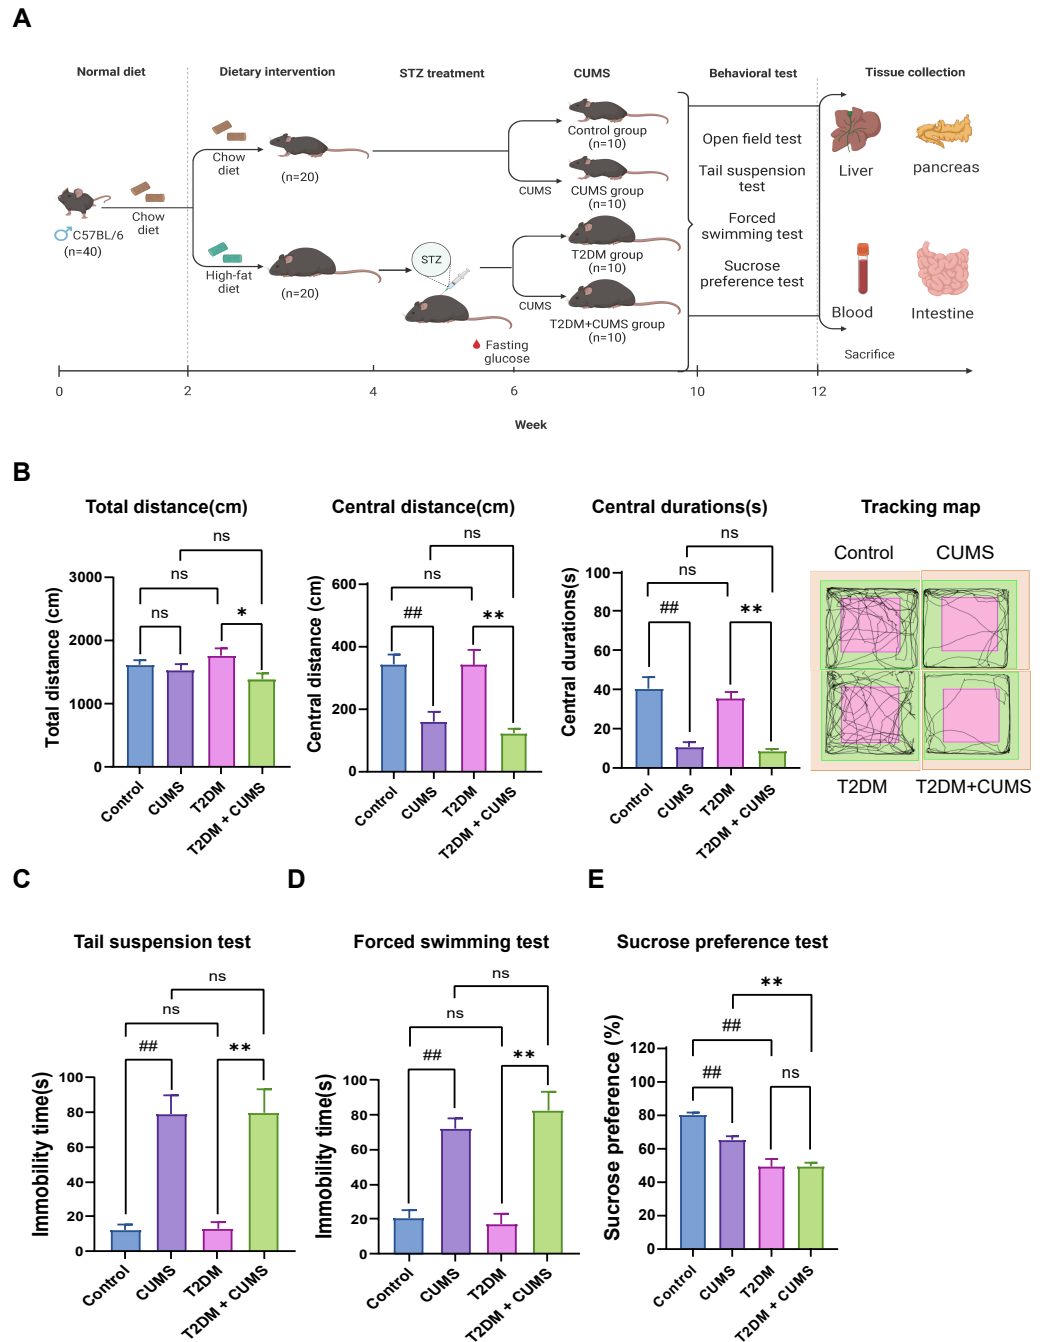 A
Normal diet
Dietary intervention
STZ treatment
CUMS
Behavioral test
Tissue collection
Chow
diet
♂C57BL/6
(n=40)
Chow
diet
(n=20)
High-fat
diet
(n=20)
STZ
Fasting
glucose
CUMS
CUMS
Control group
(n=10)
CUMS group
(n=10)
T2DM group
(n=10)
T2DM+CUMS group
(n=10)
Open field test
Tail suspension
test
Forced
swimming test
Sucrose
preference test
Liver
pancreas
Blood
Intestine
Sacrifice
0
2
4
6
10
12
Week
B
Total distance(cm)
ns
ns
ns
*
Total distance (cm)
3000
2000
1000
0
Control
CUMS
T2DM
T2DM + CUMS
Central distance(cm)
ns
ns
##
**
Central distance (cm)
600
400
200
0
Control
CUMS
T2DM
T2DM + CUMS
Central durations(s)
ns
ns
##
**
Central durations(s)
100
80
60
40
20
0
Control
CUMS
T2DM
T2DM + CUMS
Tracking map
Control
CUMS
T2DM
T2DM+CUMS
C
Tail suspension test
ns
ns
##
**
Immobility time(s)
100
80
60
40
20
0
Control
CUMS
T2DM
T2DM + CUMS
D
Forced swimming test
ns
ns
##
**
Immobility time(s)
100
80
60
40
20
0
Control
CUMS
T2DM
T2DM + CUMS
E
Sucrose preference test
**
##
##
ns
Sucrose preference (%)
120
100
80
60
40
20
0
Control
CUMS
T2DM
T2DM + CUMS